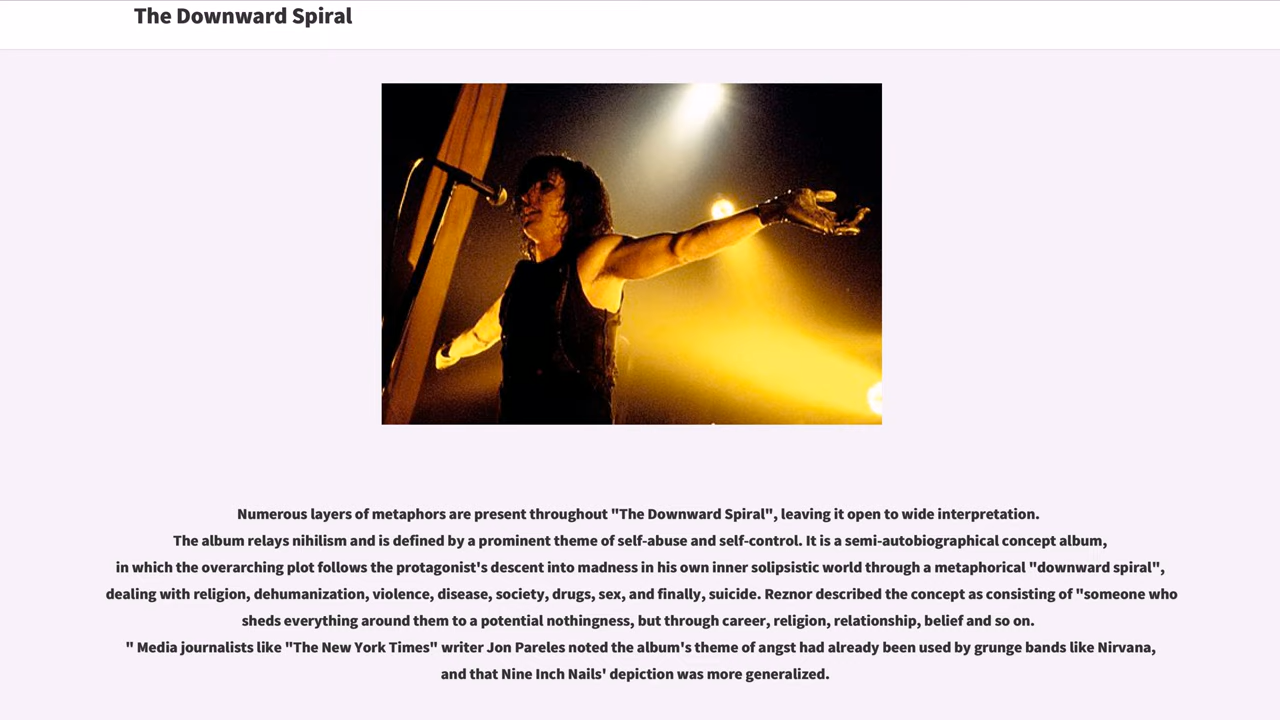 The Downward Spiral
Numerous layers of metaphors are present throughout "The Downward Spiral", leaving it open to wide interpretation.
The album relays nihilism and is defined by a prominent theme of self-abuse and self-control. It is a semi-autobiographical concept album,
in which the overarching plot follows the protagonist's descent into madness in his own inner solipsistic world through a metaphorical "downward spiral",
dealing with religion, dehumanization, violence, disease, society, drugs, sex, and finally, suicide. Reznor described the concept as consisting of "someone who
sheds everything around them to a potential nothingness, but through career, religion, relationship, belief and so on.
" Media journalists like "The New York Times" writer Jon Pareles noted the album's theme of angst had already been used by grunge bands like Nirvana,
and that Nine Inch Nails' depiction was more generalized.